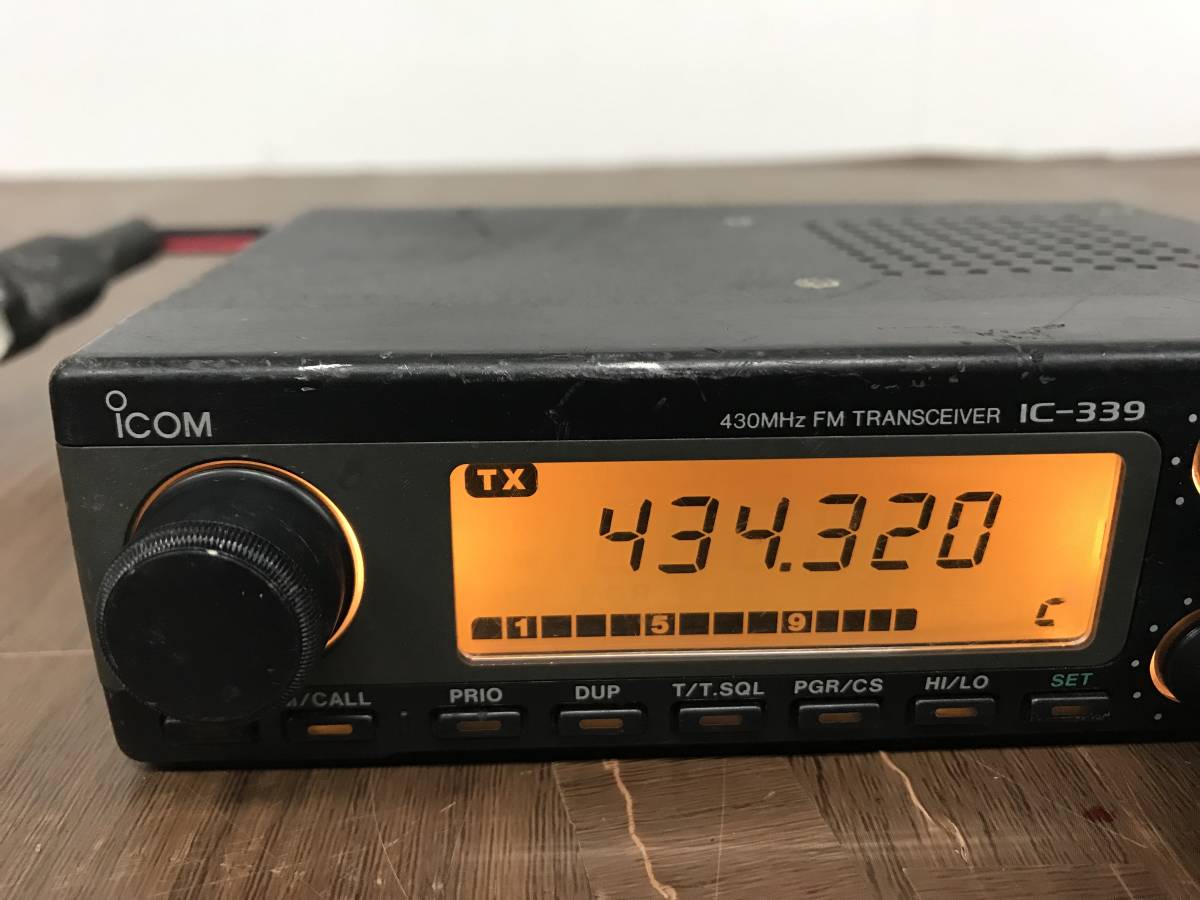 iCOM
430MHz FM TRANSCEIVER IC-339
TX
434.320
1 5 9
C
/CALL PRIO DUP T/T.SQL PGR/CS HI/LO SET